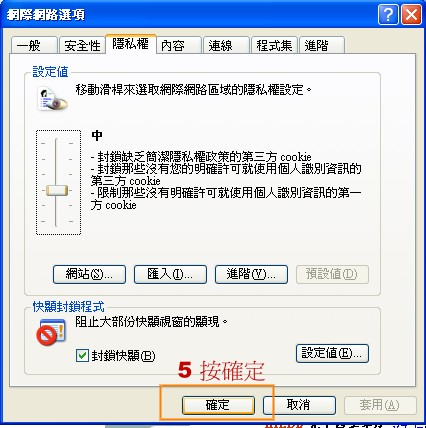 網際網路選項
一般 安全性 隱私權 內容 連線 程式集 進階
設定值
移動滑桿來選取網際網路區域的隱私權設定。
中
- 封鎖缺乏簡潔隱私權政策的第三方 cookie
- 封鎖那些沒有您的明確許可就使用個人識別資訊的
第三方 cookie
- 限制那些沒有明確許可就使用個人識別資訊的第一
方 cookie
網站(S)... 匯入(I)... 進階(V)... 預設值(D)
快顯封鎖程式
阻止大部份快顯視窗的顯現。
封鎖快顯(B)
設定值(E)...
5 按確定
確定 取消 套用(A)